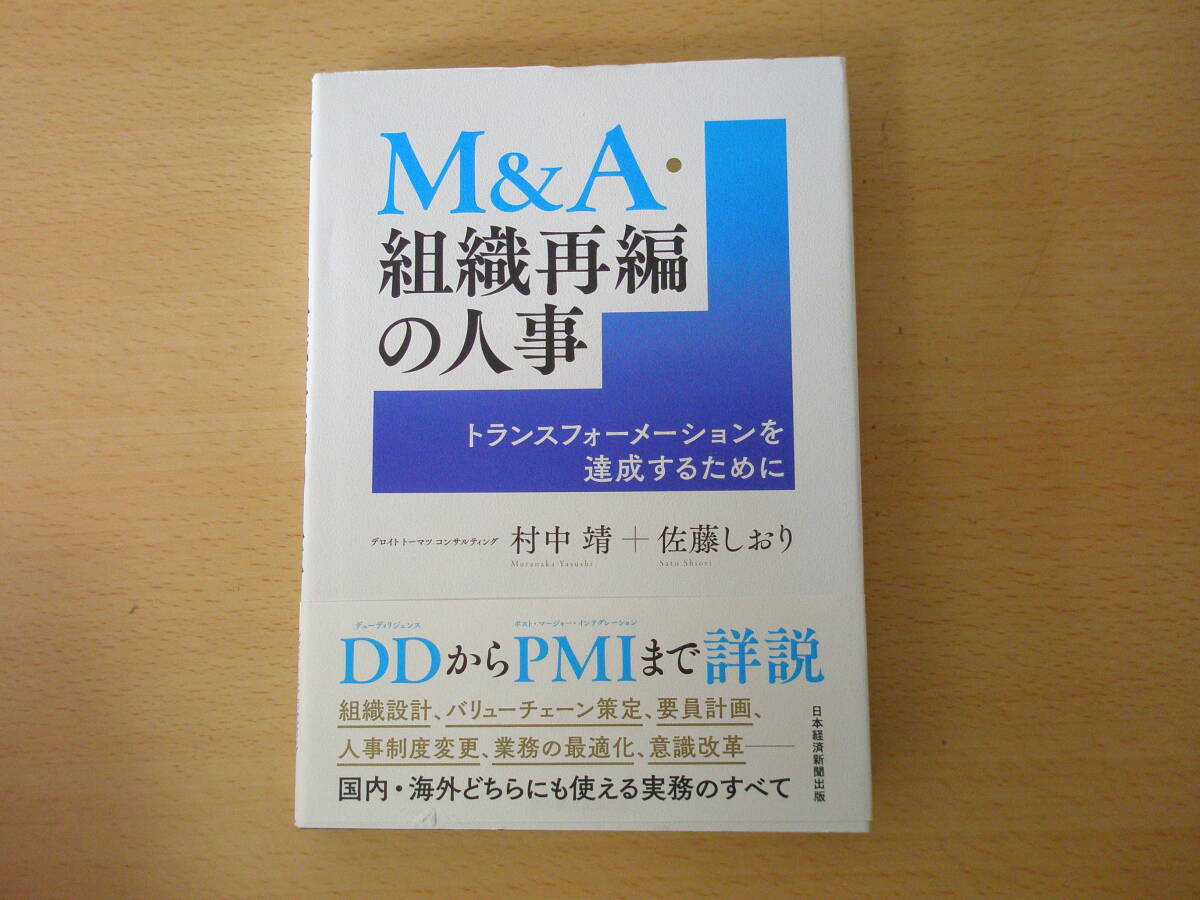 M&A・
組織再編
の人事
トランスフォーメーションを
達成するために
デロイト トーマツ コンサルティング 村中 靖＋佐藤しおり
Muranaka Yasushi Sato Shiori
デューディリジェンス ポスト・マージャー・インテグレーション
DDからPMIまで詳説
組織設計、バリューチェーン策定、要員計画、
人事制度変更、業務の最適化、意識改革――
国内・海外どちらにも使える実務のすべて
日本経済新聞出版